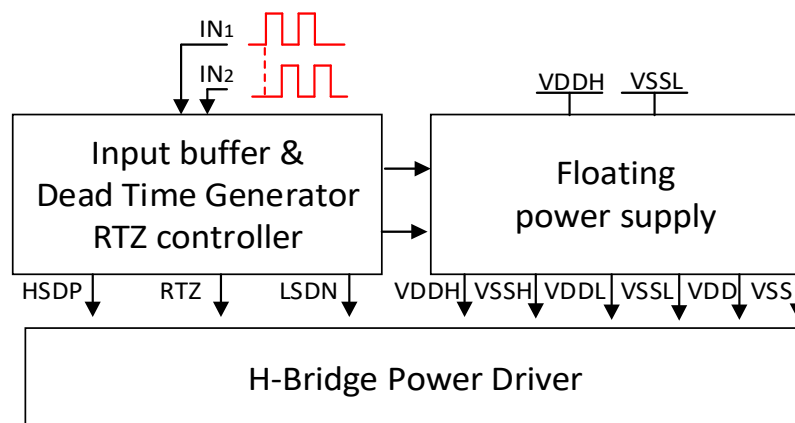 IN1
IN2
VDDH VSSL
Input buffer &
Dead Time Generator
RTZ controller
Floating
power supply
HSDP RTZ LSDN VDDH VSSH VDDL VSSL VDD VSS
H-Bridge Power Driver